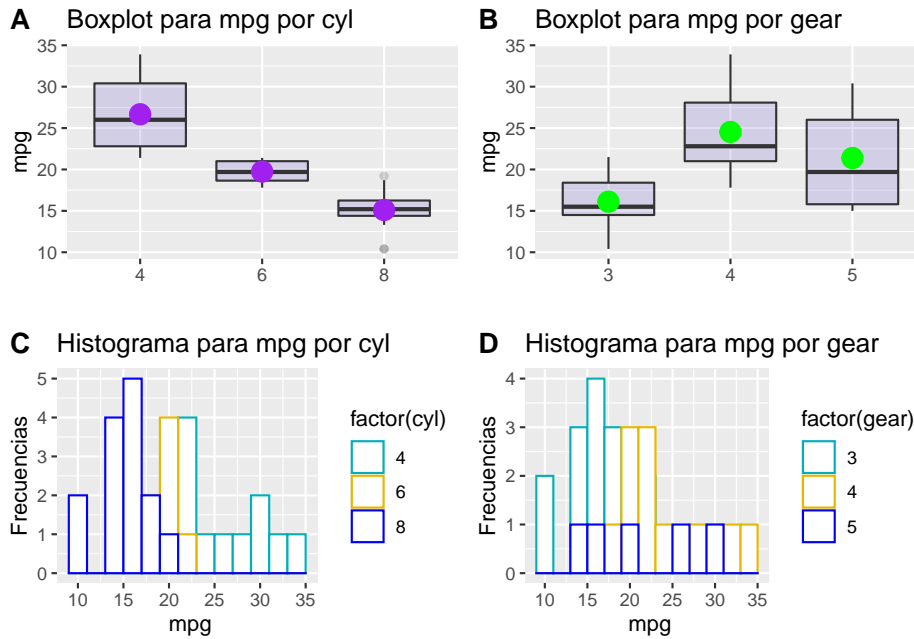 A Boxplot para mpg por cyl
mpg
35
30
25
20
15
10
4 6 8
B Boxplot para mpg por gear
mpg
35
30
25
20
15
10
3 4 5
C Histograma para mpg por cyl
Frecuencias
5
4
3
2
1
0
10 15 20 25 30 35
mpg
factor(cyl)
4
6
8
D Histograma para mpg por gear
Frecuencias
4
3
2
1
0
10 15 20 25 30 35
mpg
factor(gear)
3
4
5